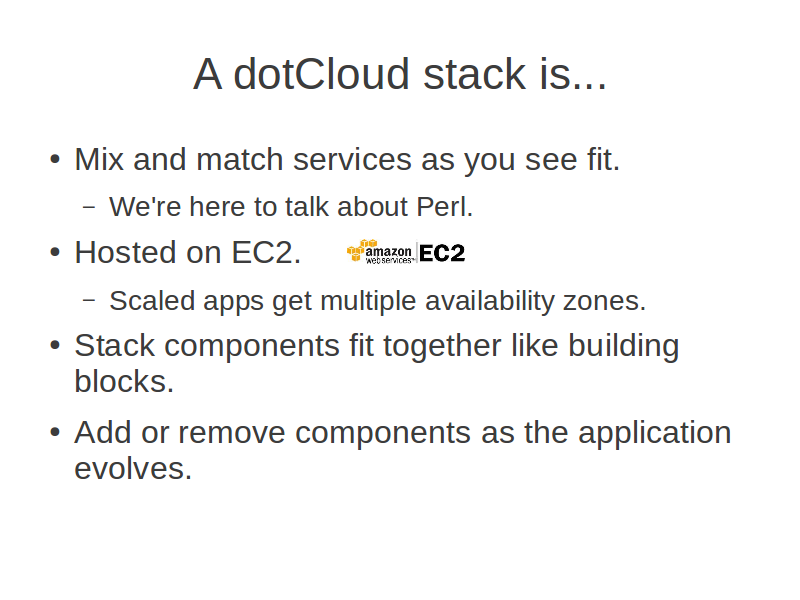 A dotCloud stack is...
• Mix and match services as you see fit.
– We're here to talk about Perl.
• Hosted on EC2.
amazon
web services™
EC2
– Scaled apps get multiple availability zones.
• Stack components fit together like building
blocks.
• Add or remove components as the application
evolves.